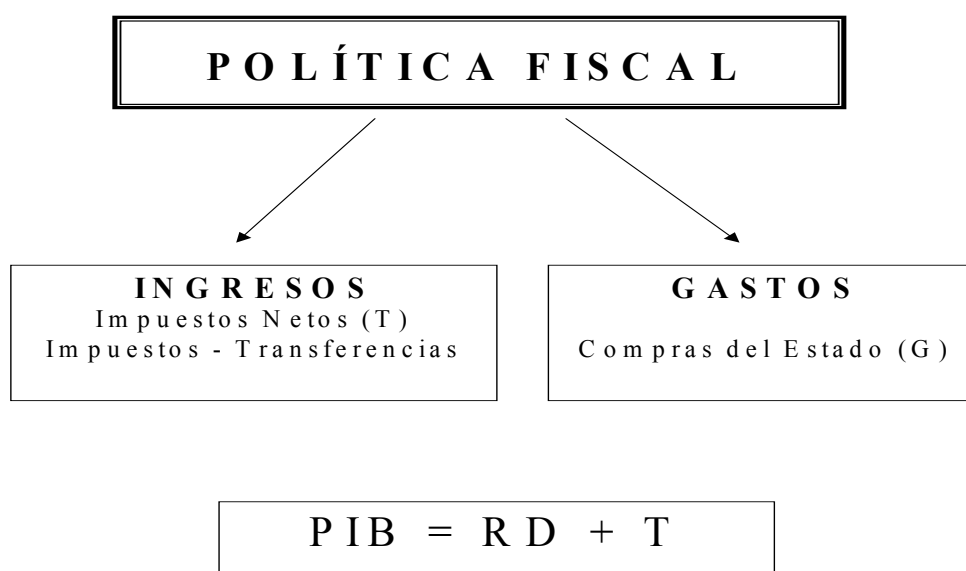 POLÍTICA FISCAL
INGRESOS
Impuestos Netos (T)
Impuestos - Transferencias
GASTOS
Compras del Estado (G)
PIB = RD + T